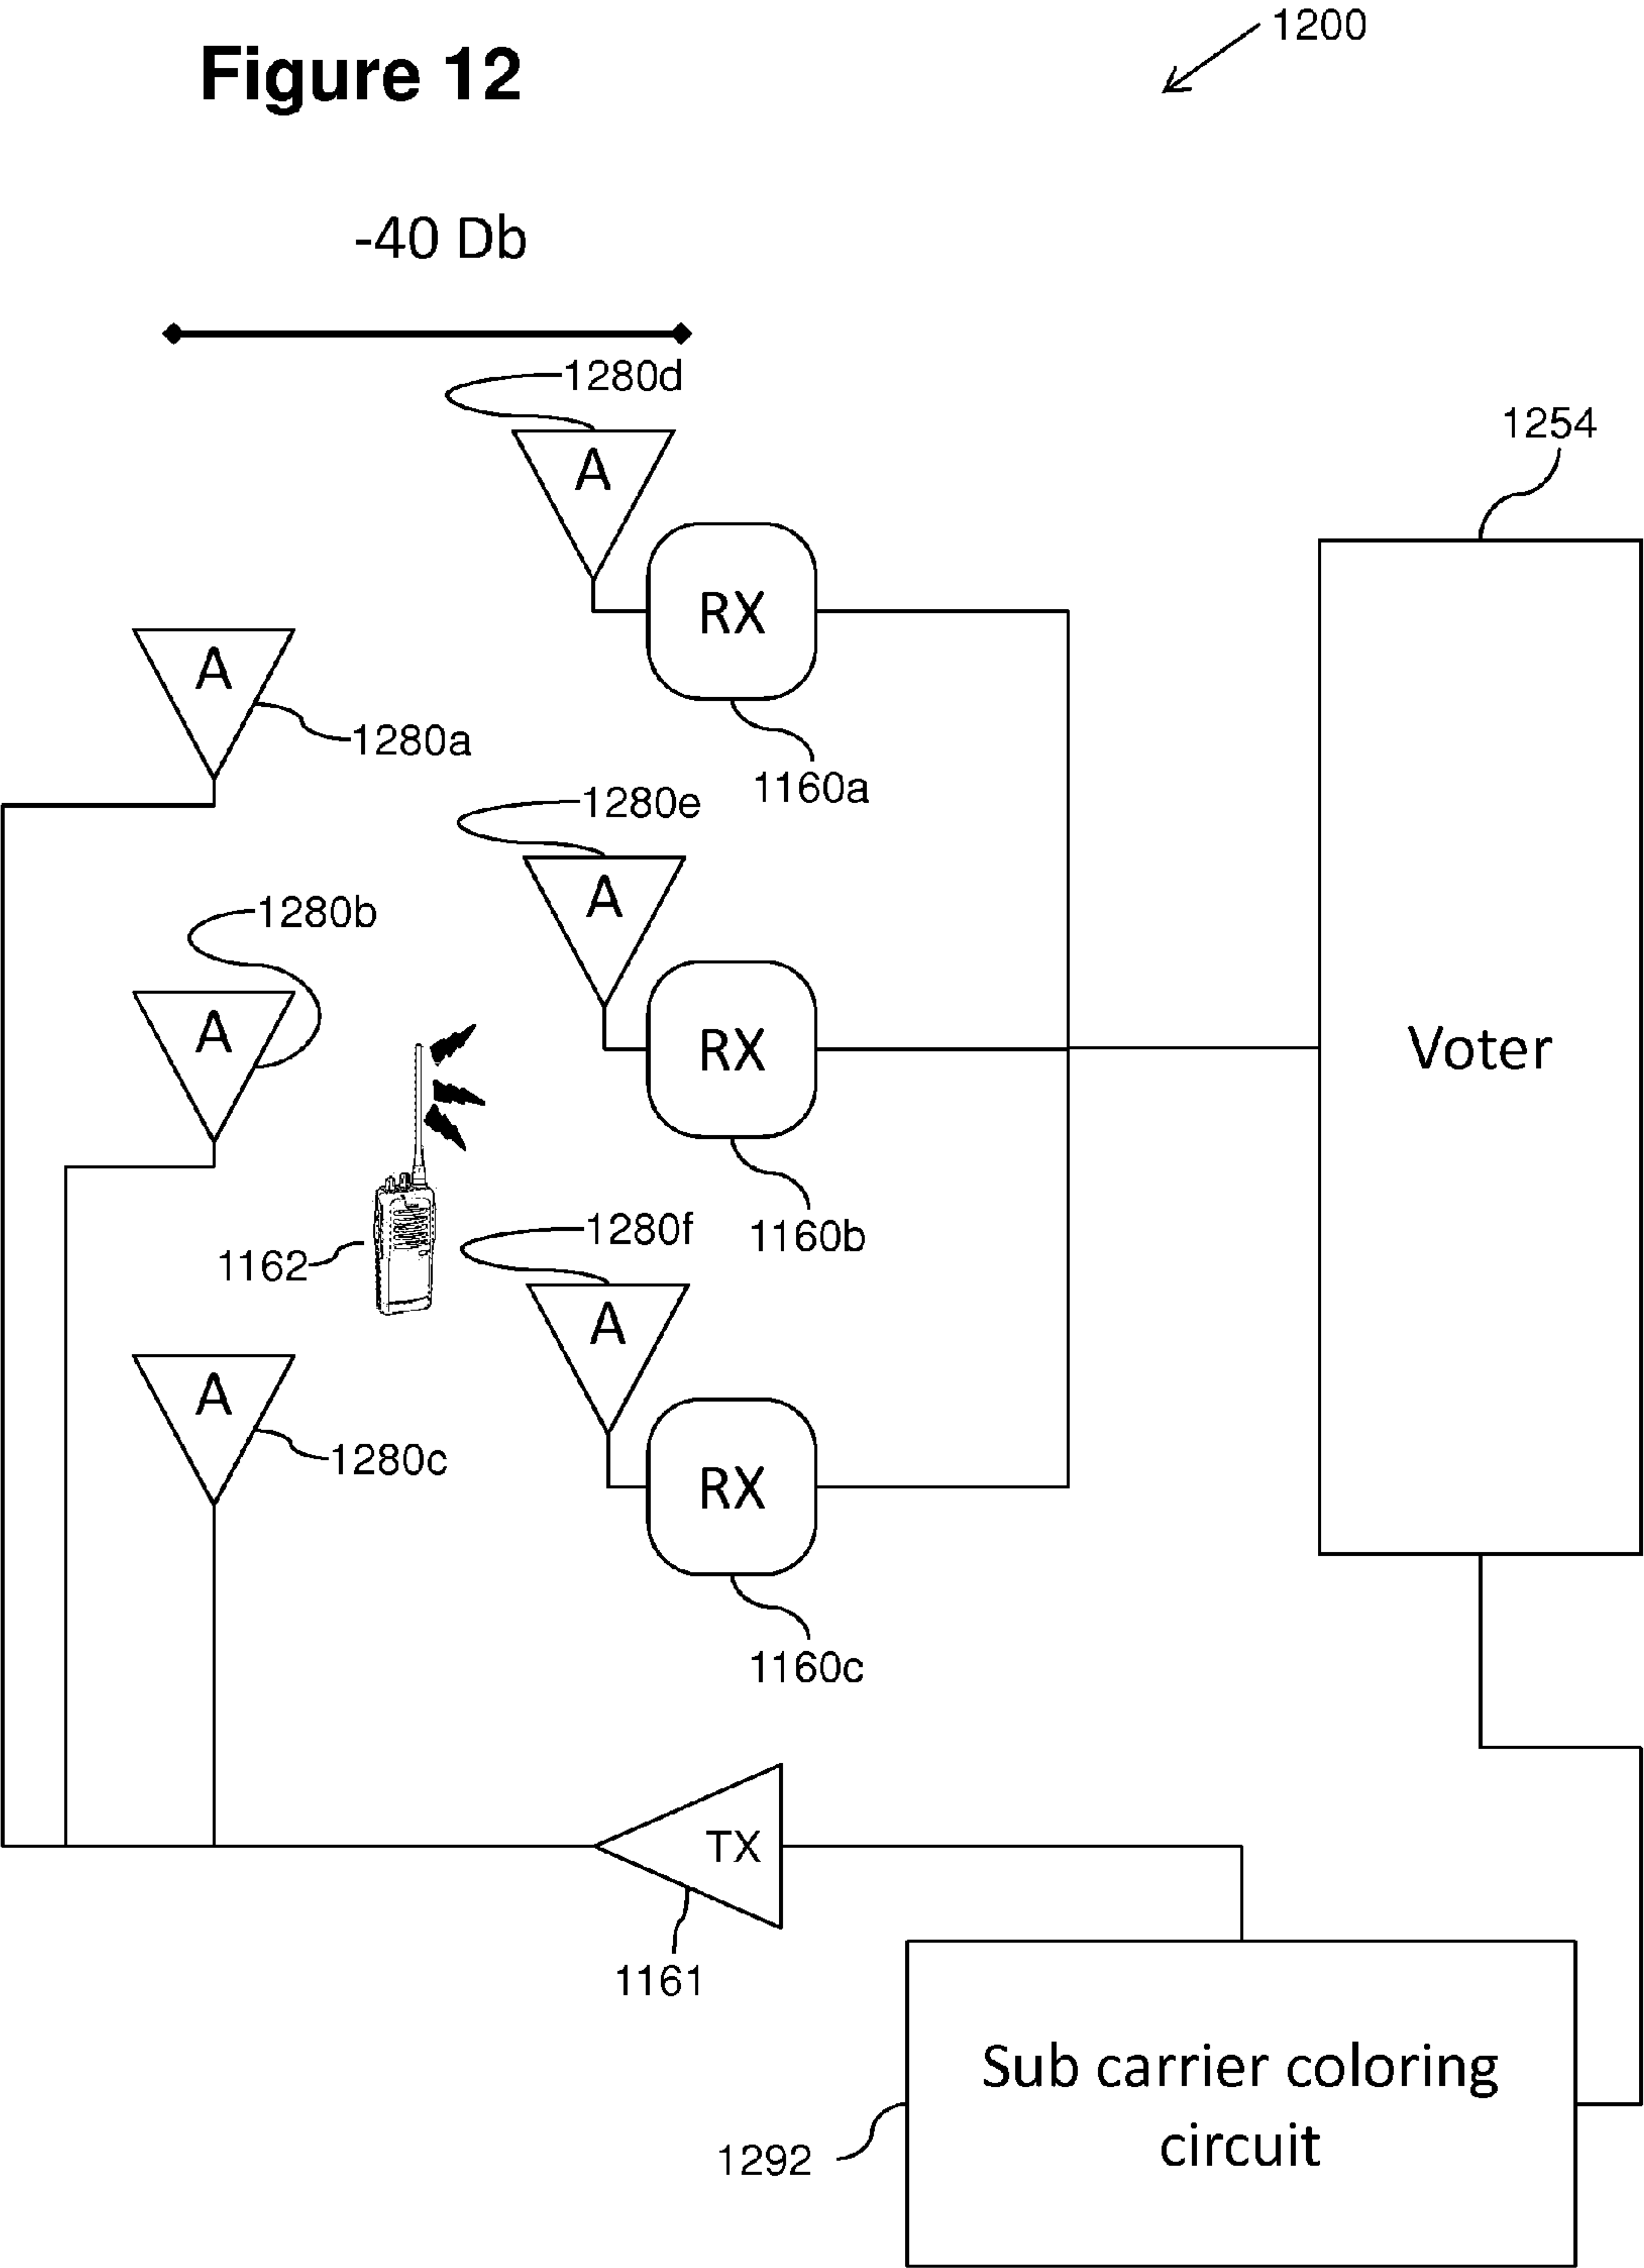 1200
Figure 12
-40 Db
1280d
1254
A
RX
A
1280a
1160a
1280e
A
1280b
A
RX
Voter
1280f
1160b
1162
A
A
1280c
RX
1160c
TX
1161
Sub carrier coloring
circuit
1292